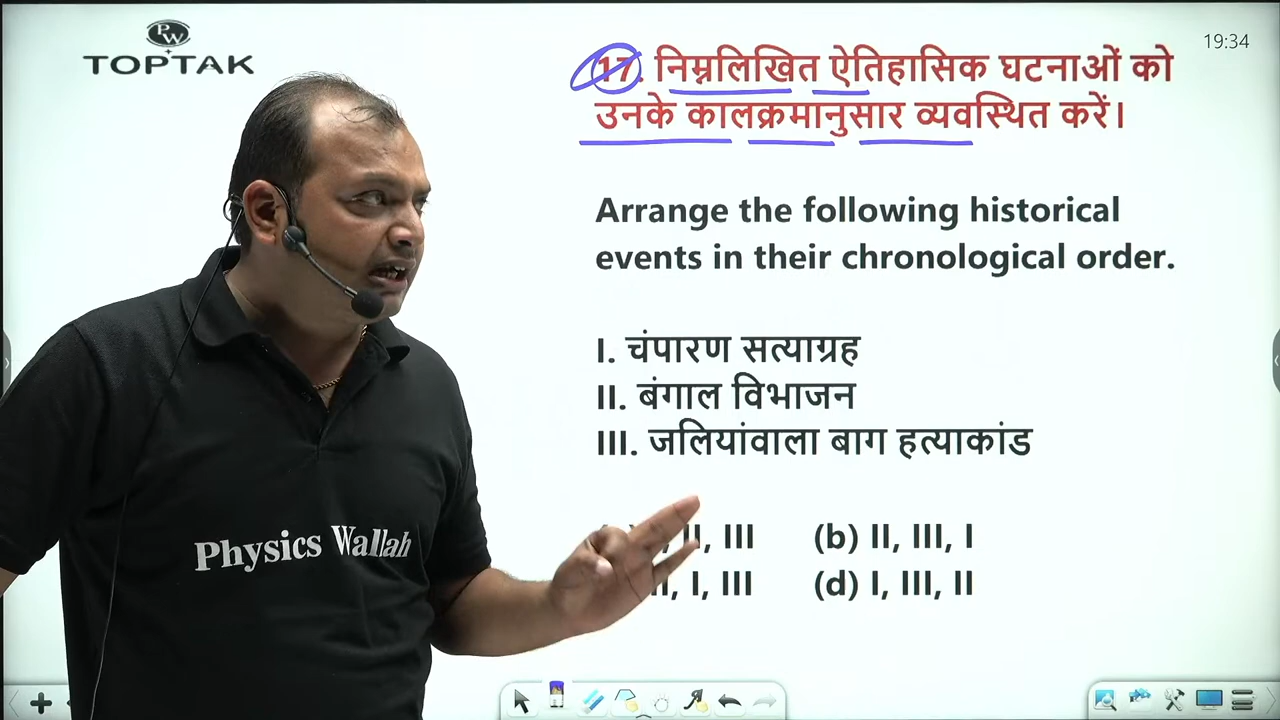 PW
TOPTAK
19:34
17. निम्नलिखित ऐतिहासिक घटनाओं को
उनके कालक्रमानुसार व्यवस्थित करें।
Arrange the following historical
events in their chronological order.
I. चंपारण सत्याग्रह
II. बंगाल विभाजन
III. जलियांवाला बाग हत्याकांड
II, III (b) II, III, I
I, III (d) I, III, II
Physics Wallah